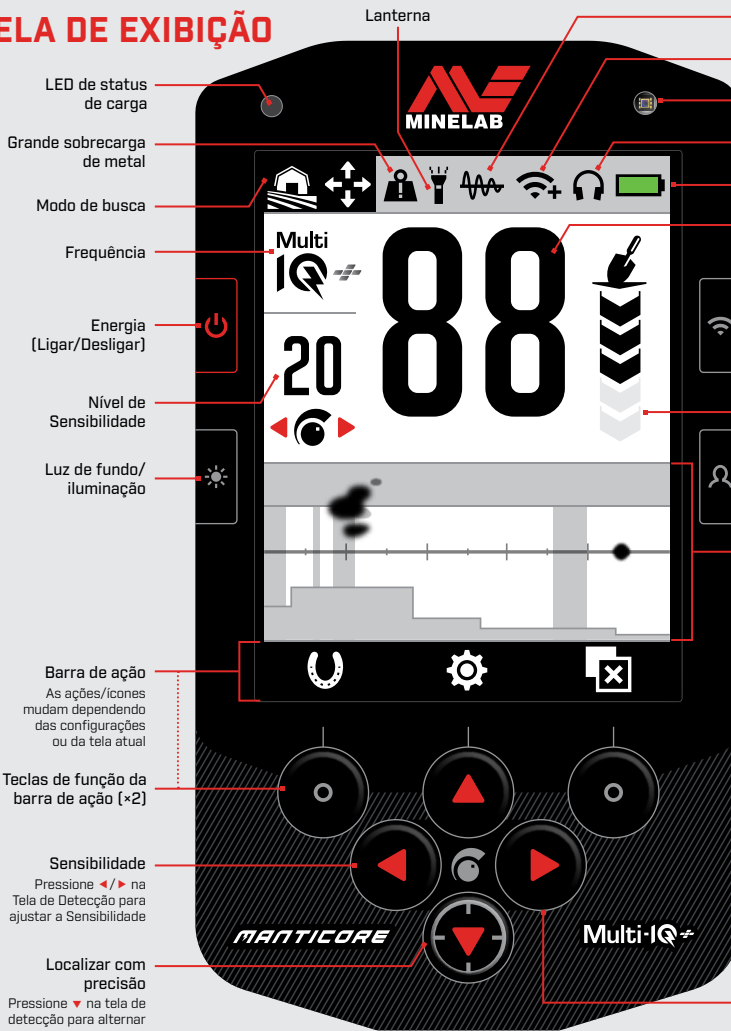 ELA DE EXIBIÇÃO
Lanterna
LED de status
de carga
Grande sobrecarga
de metal
Modo de busca
Frequência
Energia
(Ligar/Desligar)
Nível de
Sensibilidade
Luz de fundo/
iluminação
Barra de ação
As ações/ícones
mudam dependendo
das configurações
ou da tela atual
Teclas de função da
barra de ação (×2)
Sensibilidade
Pressione ◄/► na
Tela de Detecção para
ajustar a Sensibilidade
Localizar com
precisão
Pressione ▼ na tela de
detecção para alternar
MINELAB
Multi
IQ
88
20
MANTICORE
Multi-IQ+